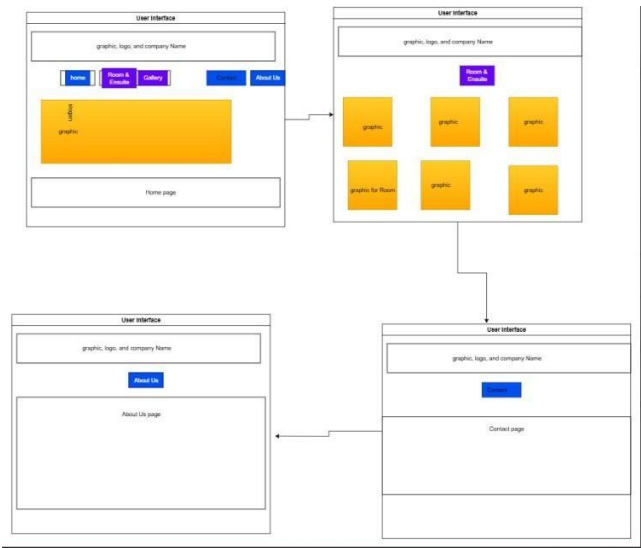 User Interface
graphic, logo, and company Name
home
Room &
Ensuite
Gallery
Contact
About Us
slogan
graphic
Home page
User Interface
graphic, logo, and company Name
Room &
Ensuite
graphic
graphic
graphic
graphic for Room
graphic
graphic
User Interface
graphic, logo, and company Name
About Us
About Us page
User Interface
graphic, logo, and company Name
Contact
Contact page